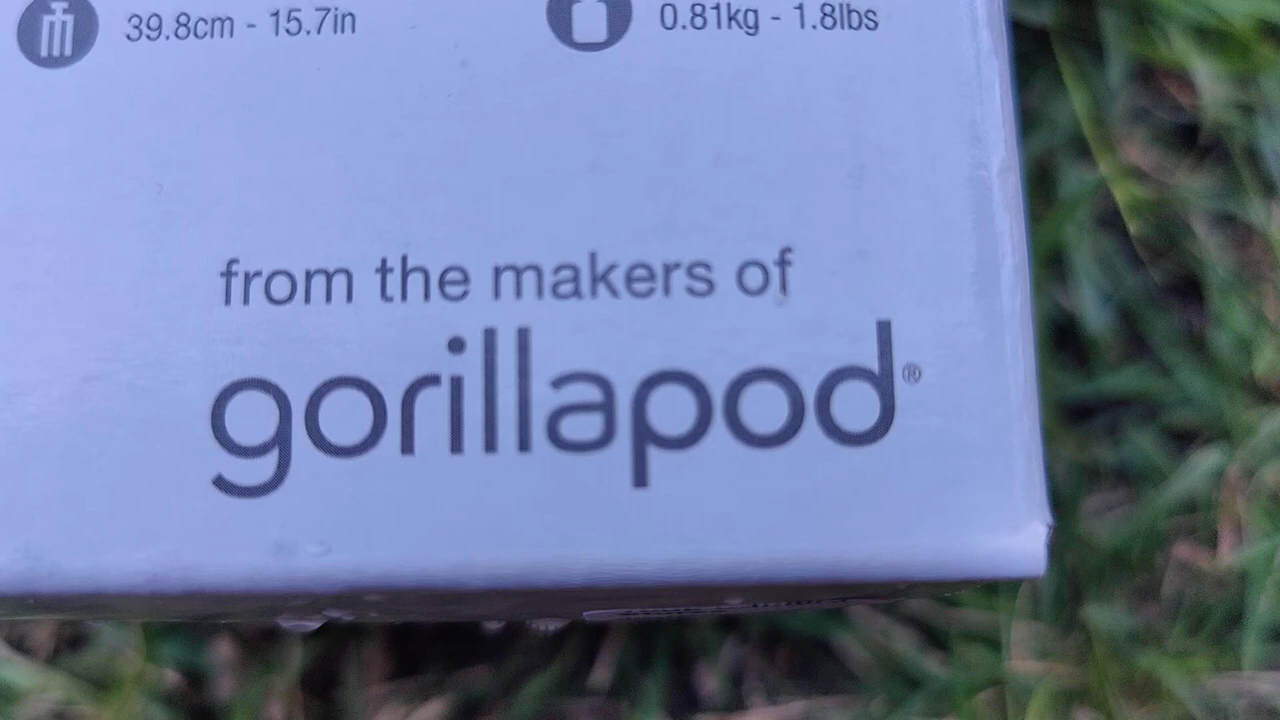 39.8cm - 15.7in
0.81kg - 1.8lbs
from the makers of
gorillapod®